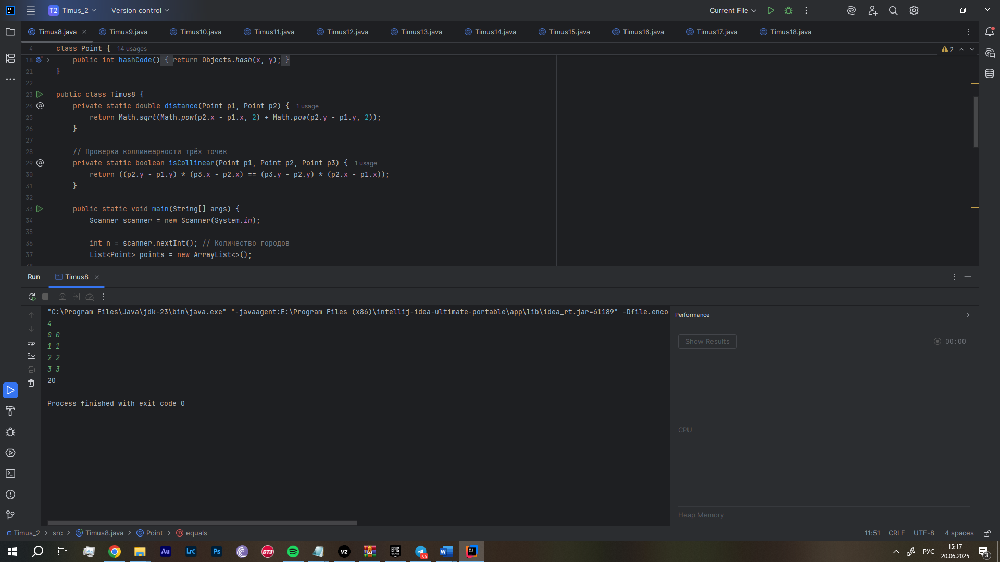 T2 Timus_2 Version control Current File
Timus8.java Timus9.java Timus10.java Timus11.java Timus12.java Timus13.java Timus14.java Timus15.java Timus16.java Timus17.java Timus18.java
4 class Point { 14 usages 2
18 public int hashCode() { return Objects.hash(x, y); }
21 }
22
23 public class Timus8 {
24 private static double distance(Point p1, Point p2) { 1 usage
25 return Math.sqrt(Math.pow(p2.x - p1.x, 2) + Math.pow(p2.y - p1.y, 2));
26 }
27
28 // Проверка коллинеарности трёх точек
29 private static boolean isCollinear(Point p1, Point p2, Point p3) { 1 usage
30 return ((p2.y - p1.y) * (p3.x - p2.x) == (p3.y - p2.y) * (p2.x - p1.x));
31 }
32
33 public static void main(String[] args) {
34 Scanner scanner = new Scanner(System.in);
35
36 int n = scanner.nextInt(); // Количество городов
37 List<Point> points = new ArrayList<>();
Run Timus8
"C:\Program Files\Java\jdk-23\bin\java.exe" "-javaagent:E:\Program Files (x86)\intellij-idea-ultimate-portable\app\lib\idea_rt.jar=61189" -Dfile.enco
4
0 0
1 1
2 2
3 3
20
Process finished with exit code 0
Performance
Show Results 00:00
CPU
Heap Memory
Timus_2 > src > Timus8.java > Point > equals 11:51 CRLF UTF-8 4 spaces
Au Lrc Ps GT3 V2 EPIC GAMES .09 W IJ РУС 15:17
20.06.2025 3